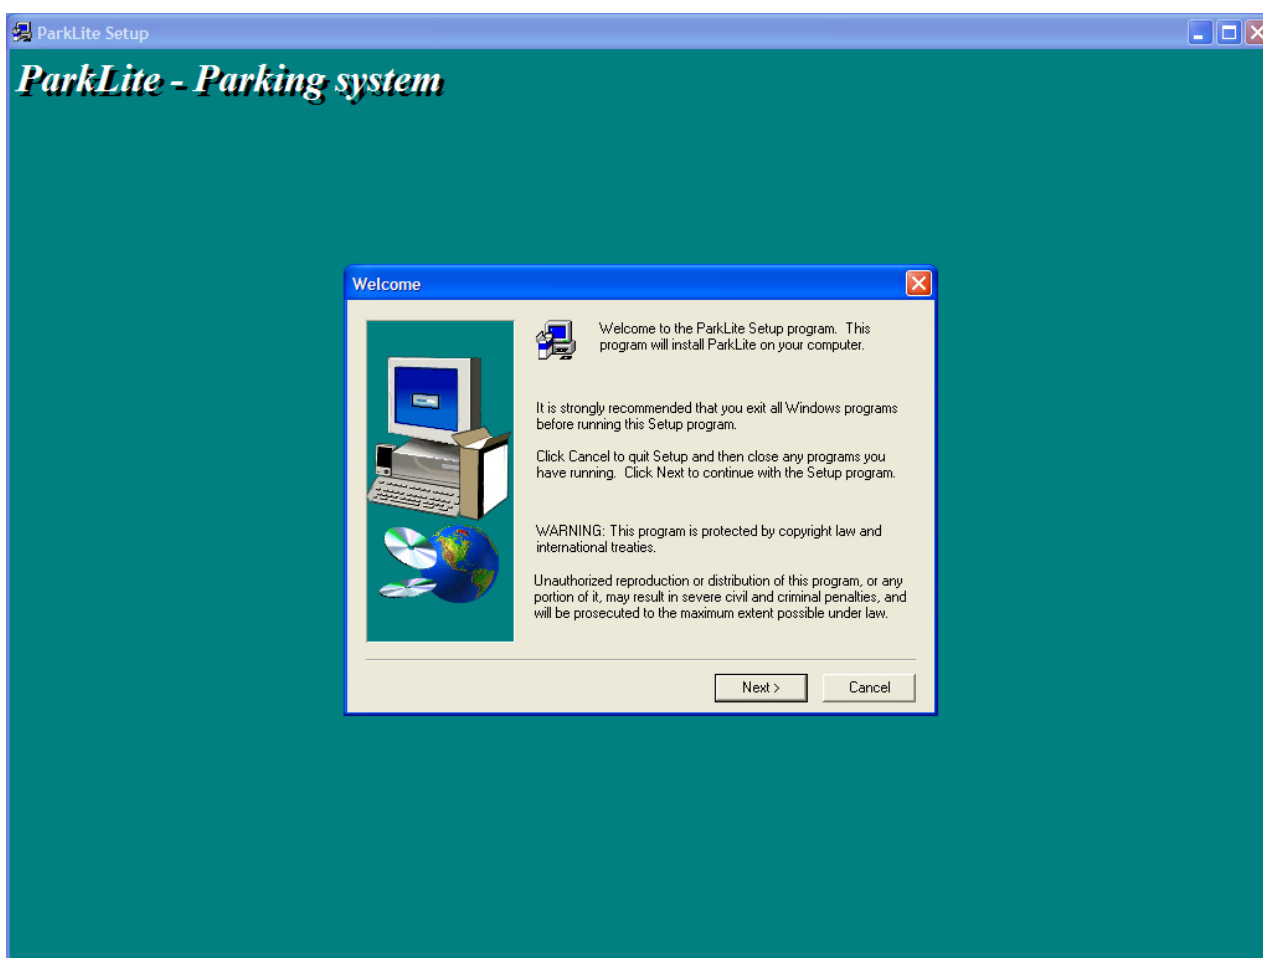 ParkLite Setup
ParkLite - Parking system
Welcome
Welcome to the ParkLite Setup program.  This
program will install ParkLite on your computer.
It is strongly recommended that you exit all Windows programs
before running this Setup program.
Click Cancel to quit Setup and then close any programs you
have running.  Click Next to continue with the Setup program.
WARNING: This program is protected by copyright law and
international treaties.
Unauthorized reproduction or distribution of this program, or any
portion of it, may result in severe civil and criminal penalties, and
will be prosecuted to the maximum extent possible under law.
Next >
Cancel